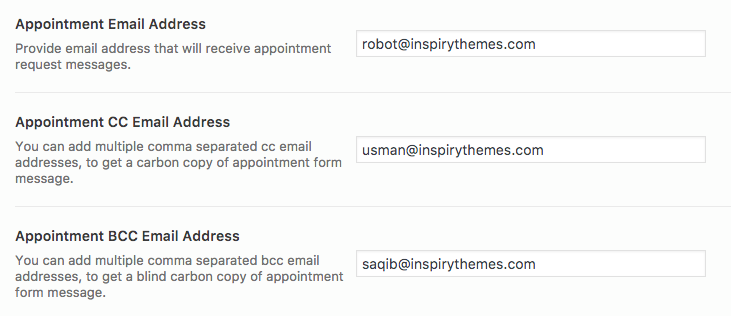 Appointment Email Address
Provide email address that will receive appointment
request messages.
robot@inspirythemes.com
Appointment CC Email Address
You can add multiple comma separated cc email
addresses, to get a carbon copy of appointment form
message.
usman@inspirythemes.com
Appointment BCC Email Address
You can add multiple comma separated bcc email
addresses, to get a blind carbon copy of appointment
form message.
saqib@inspirythemes.com